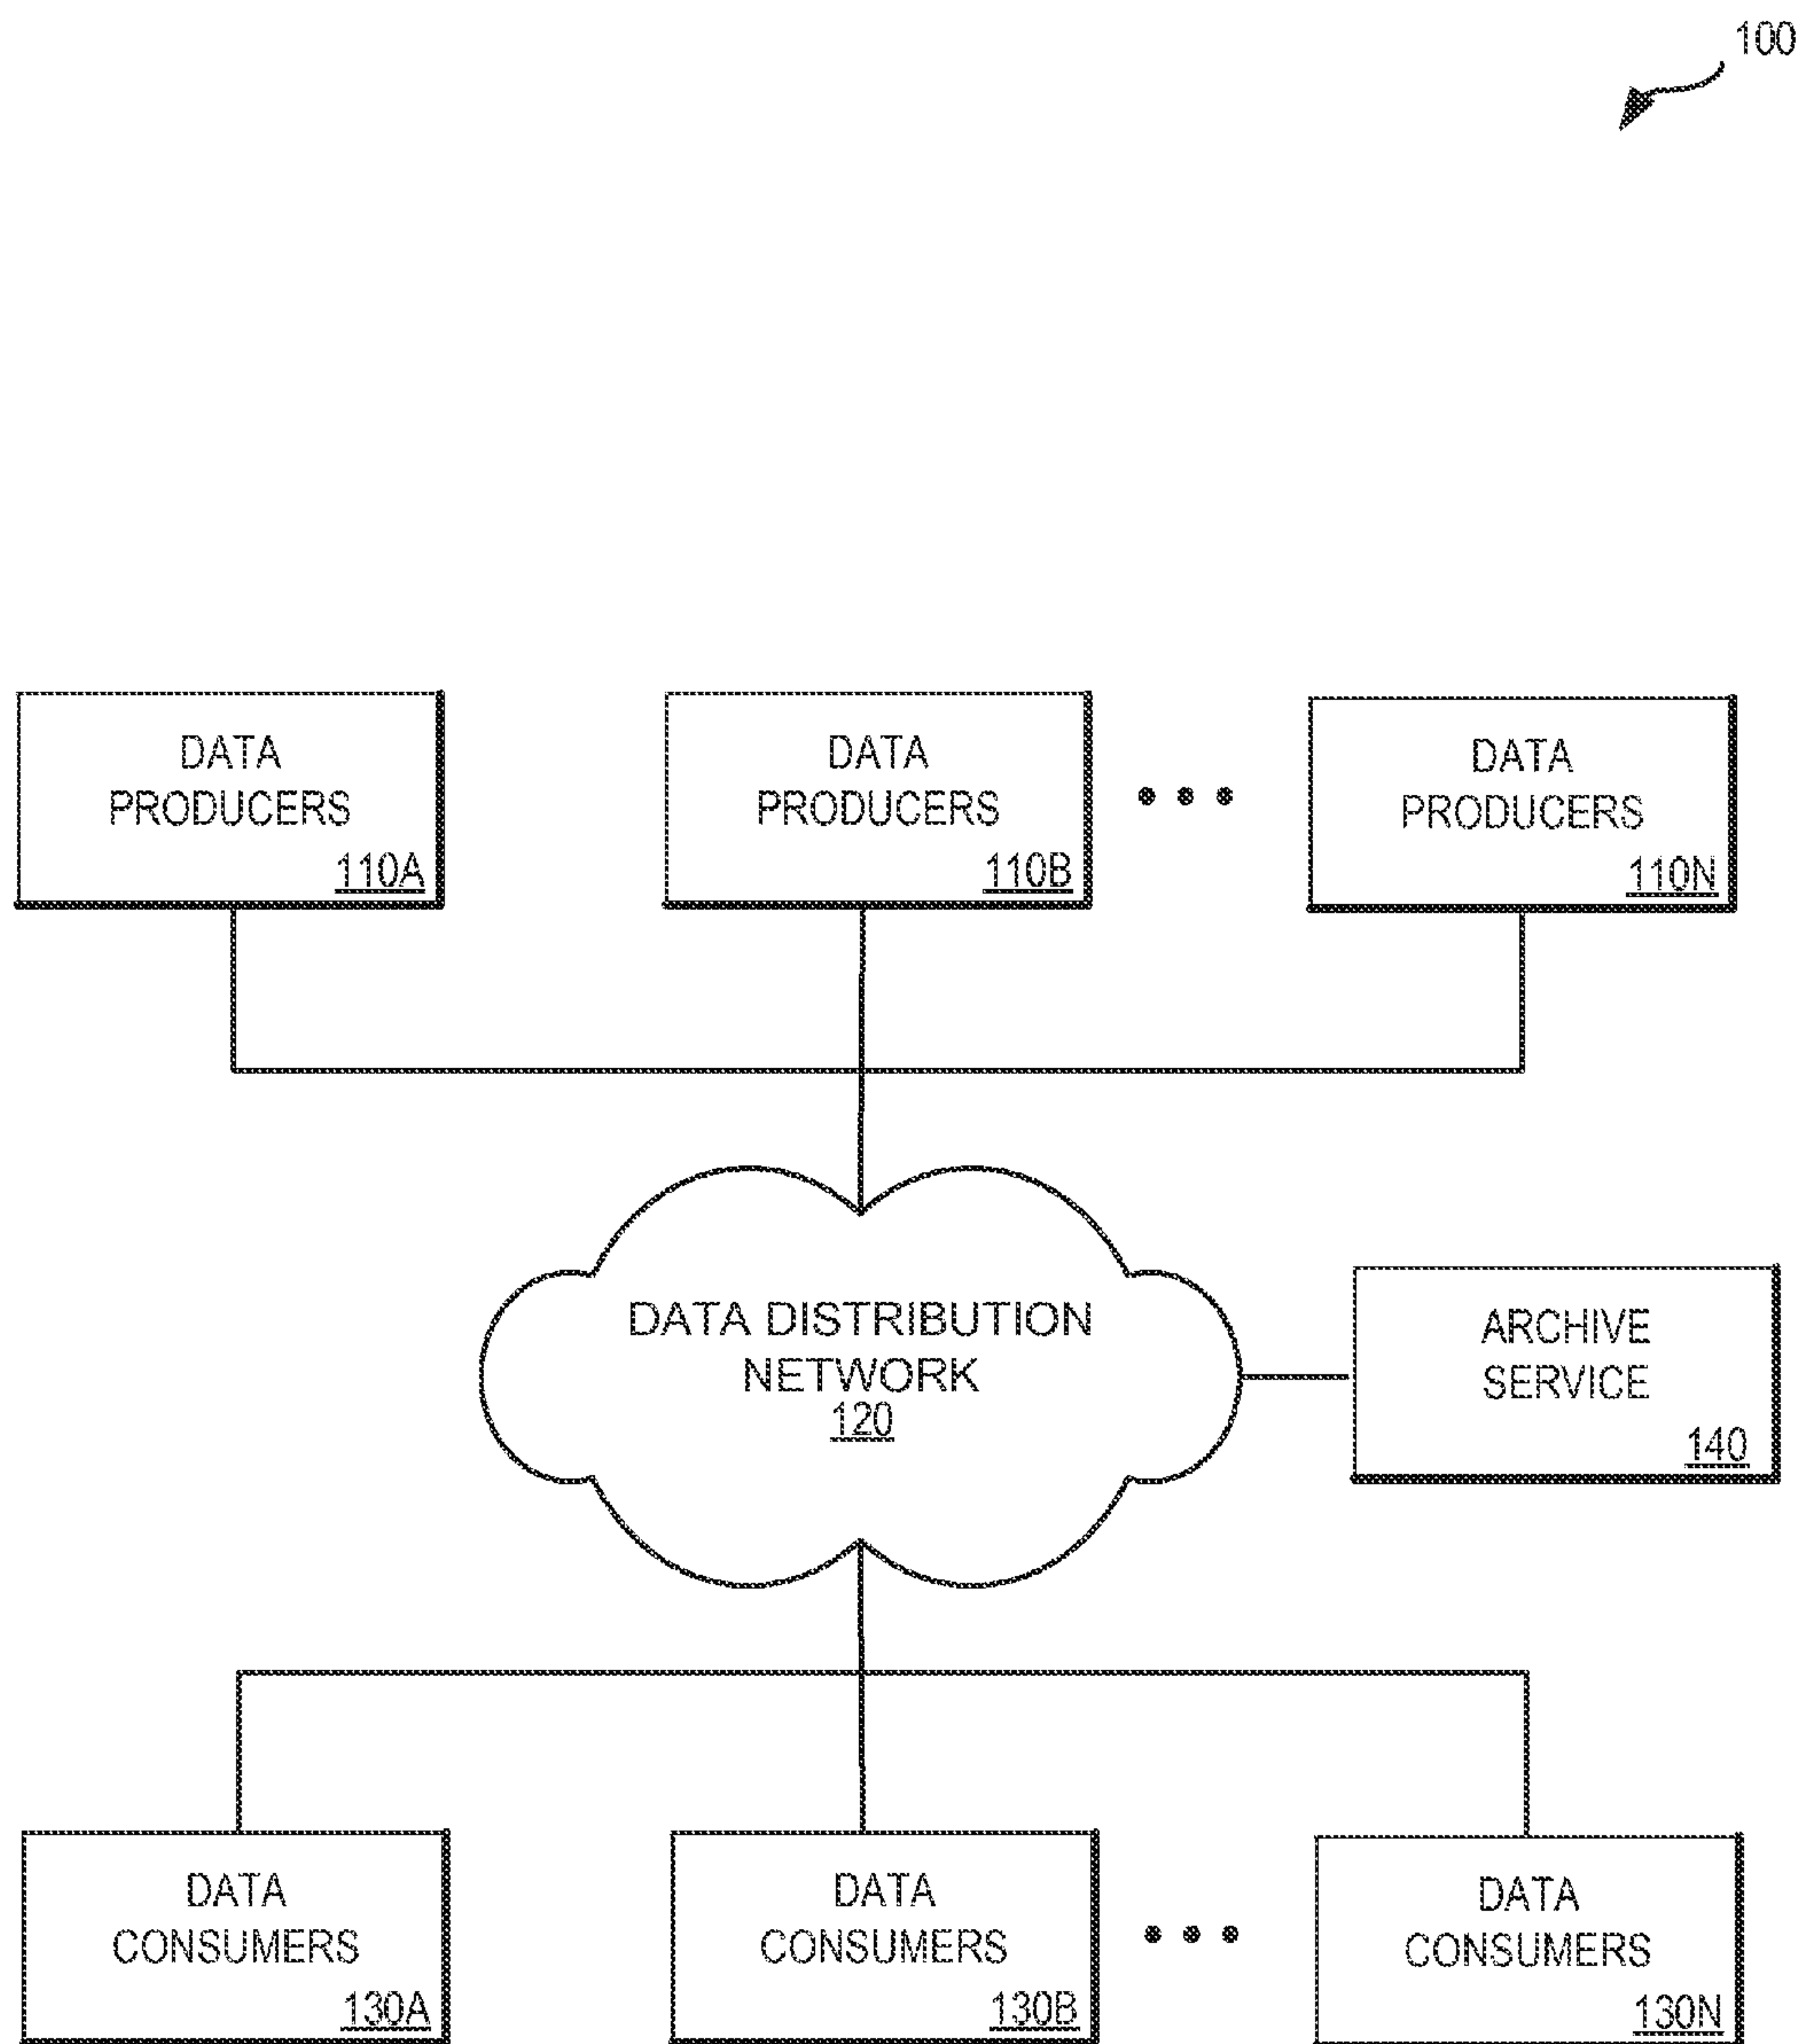 100
DATA
PRODUCERS
110A
DATA
PRODUCERS
110B
DATA
PRODUCERS
110N
DATA DISTRIBUTION
NETWORK
120
ARCHIVE
SERVICE
140
DATA
CONSUMERS
130A
DATA
CONSUMERS
130B
DATA
CONSUMERS
130N